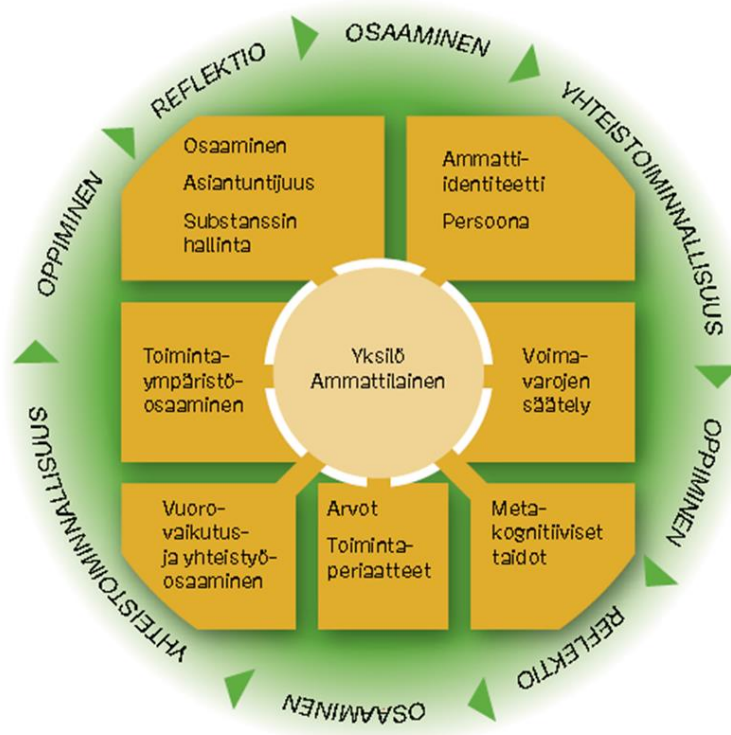 OSAAMINEN
YHTEISTOIMINNALLISUUS
OPPIMINEN
REFLEKTIO
OSAAMINEN
YHTEISTOIMINNALLISUUS
OPPIMINEN
REFLEKTIO
Osaaminen
Asiantuntijuus
Substanssin
hallinta
Ammatti-
identiteetti
Persoona
Toiminta-
ympäristö-
osaaminen
Yksilö
Ammattilainen
Voima-
varojen
säätely
Vuoro-
vaikutus-
ja yhteistyö-
osaaminen
Arvot
Toiminta-
periaatteet
Meta-
kognitiiviset
taidot